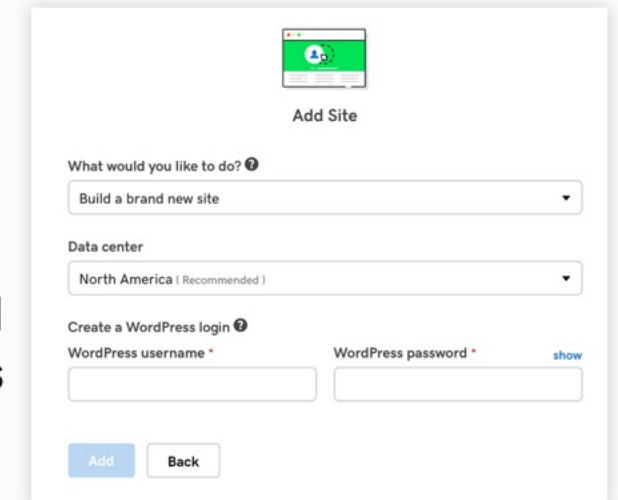 Add Site
What would you like to do? ?
Build a brand new site
Data center
North America ( Recommended )
Create a WordPress login ?
WordPress username * WordPress password * show
Add Back